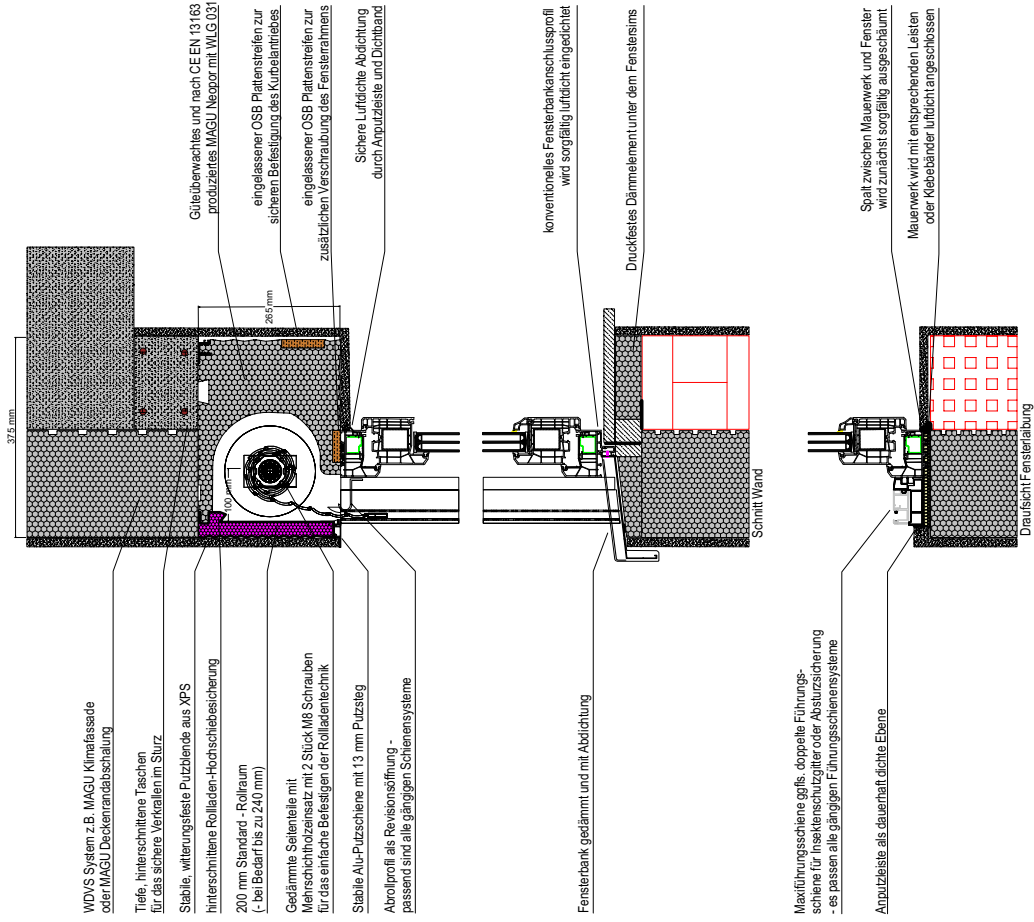 WDVS System z.B. MAGU Klimafassade
oder MAGU Deckenrandabschalung
Tiefe, hinterschnittene Taschen
für das sichere Verkrallen im Sturz
Stabile, witterungsfeste Putzblende aus XPS
hinterschnittene Rollladen-Hochschiebesicherung
200 mm Standard - Rollraum
(- bei Bedarf bis zu 240 mm)
Gedämmte Seitenteile mit
Mehrschichtholzeinsatz mit 2 Stück M8 Schrauben
für das einfache Befestigen der Rollladentechnik
Stabile Alu-Putzschiene mit 13 mm Putzsteg
Abrollprofil als Revisionsöffnung -
passend sind alle gängigen Schienensysteme
Fensterbank gedämmt und mit Abdichtung
Maxiführungsschiene ggfls. doppelte Führungs-
schiene für Insektenschutzgitter oder Absturzsicherung
- es passen alle gängigen Führungsschienensysteme
Anputzleiste als dauerhaft dichte Ebene
375 mm
265 mm
100 mm
Güteüberwachtes und nach CE EN 13163
produziertes MAGU Neopor mit WLG 031
eingelassener OSB Plattenstreifen zur
sicheren Befestigung des Kurbelantriebes
eingelassener OSB Plattenstreifen zur
zusätzlichen Verschraubung des Fensterrahmens
Sichere Luftdichte Abdichtung
durch Anputzleiste und Dichtband
konventionelles Fensterbankanschlussprofil
wird sorgfältig luftdicht eingedichtet
Druckfestes Dämmelement unter dem Fenstersims
Spalt zwischen Mauerwerk und Fenster
wird zunächst sorgfältig ausgeschäumt
Mauerwerk wird mit entsprechenden Leisten
oder Klebebänder luftdicht angeschlossen
Schnitt Wand
Draufsicht Fensterlaibung